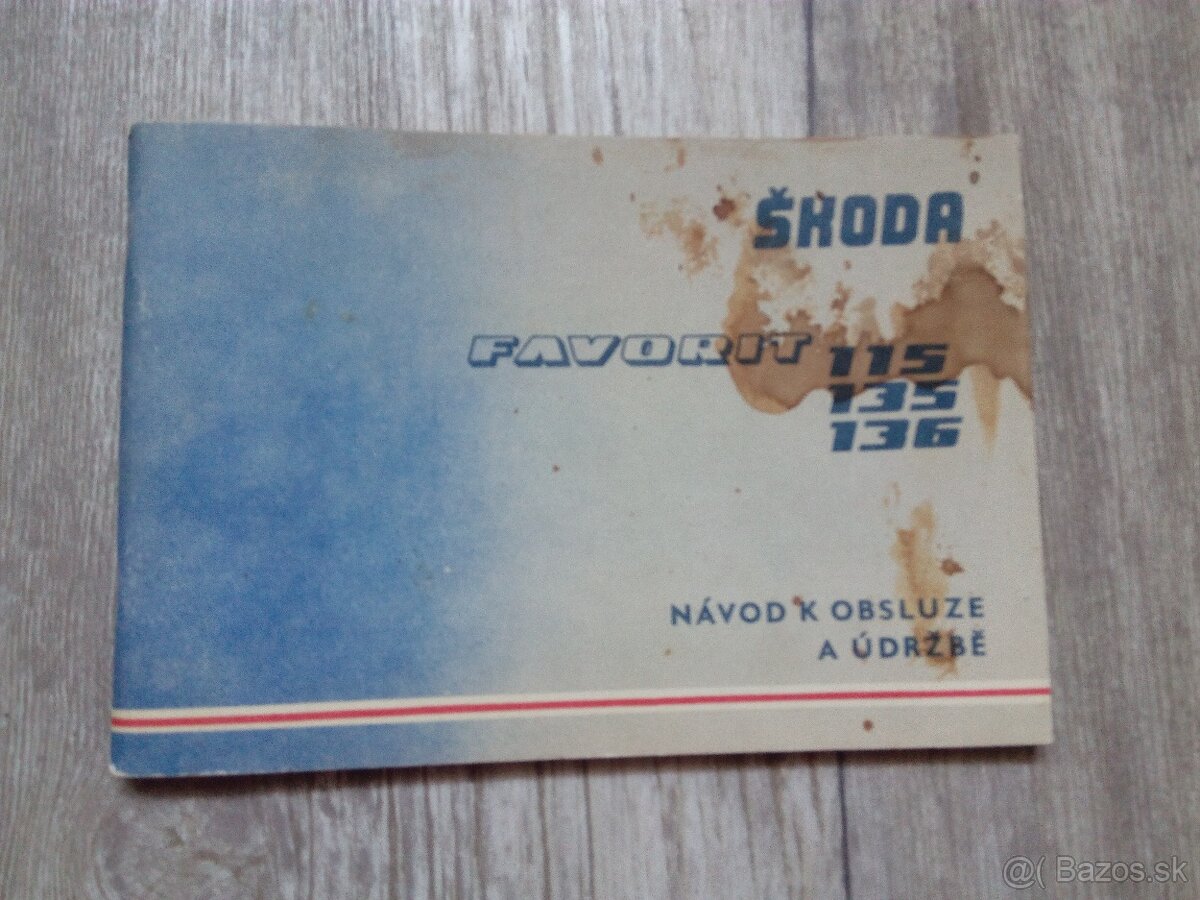 ŠKODA
FAVORIT 115
135
136
NÁVOD K OBSLUZE
A ÚDRŽBĚ
@( Bazos.sk